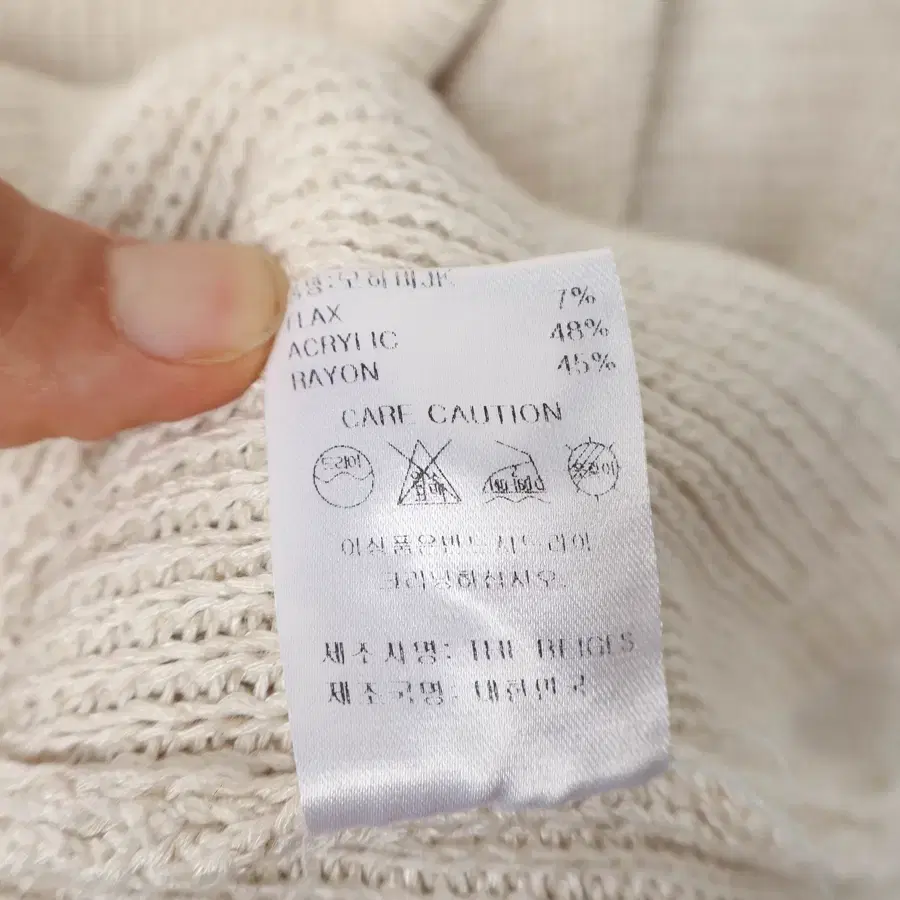 FLAX 7%
ACRYLIC 48%
RAYON 45%
CARE CAUTION
드라이
이 제품은 반드시 드라이
크리닝하십시오.
제조사명: THE BEIGES
제조국명: 대한민국